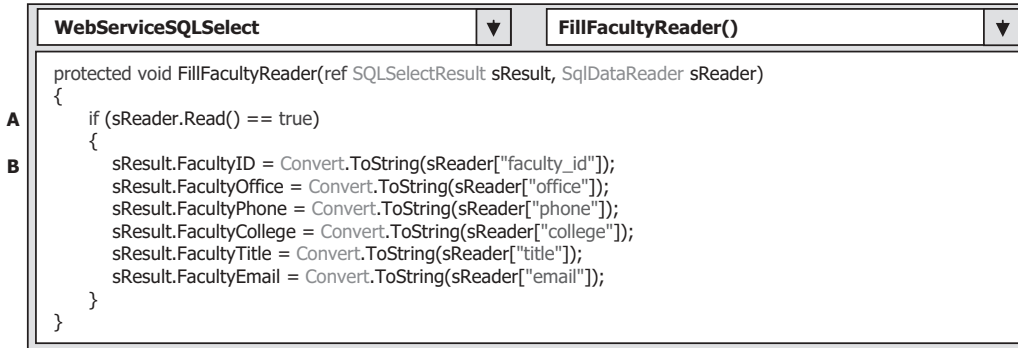 WebServiceSQLSelect FillFacultyReader()
protected void FillFacultyReader(ref SQLSelectResult sResult, SqlDataReader sReader)
{
A if (sReader.Read() == true)
{
B sResult.FacultyID = Convert.ToString(sReader["faculty_id"]);
sResult.FacultyOffice = Convert.ToString(sReader["office"]);
sResult.FacultyPhone = Convert.ToString(sReader["phone"]);
sResult.FacultyCollege = Convert.ToString(sReader["college"]);
sResult.FacultyTitle = Convert.ToString(sReader["title"]);
sResult.FacultyEmail = Convert.ToString(sReader["email"]);
}
}